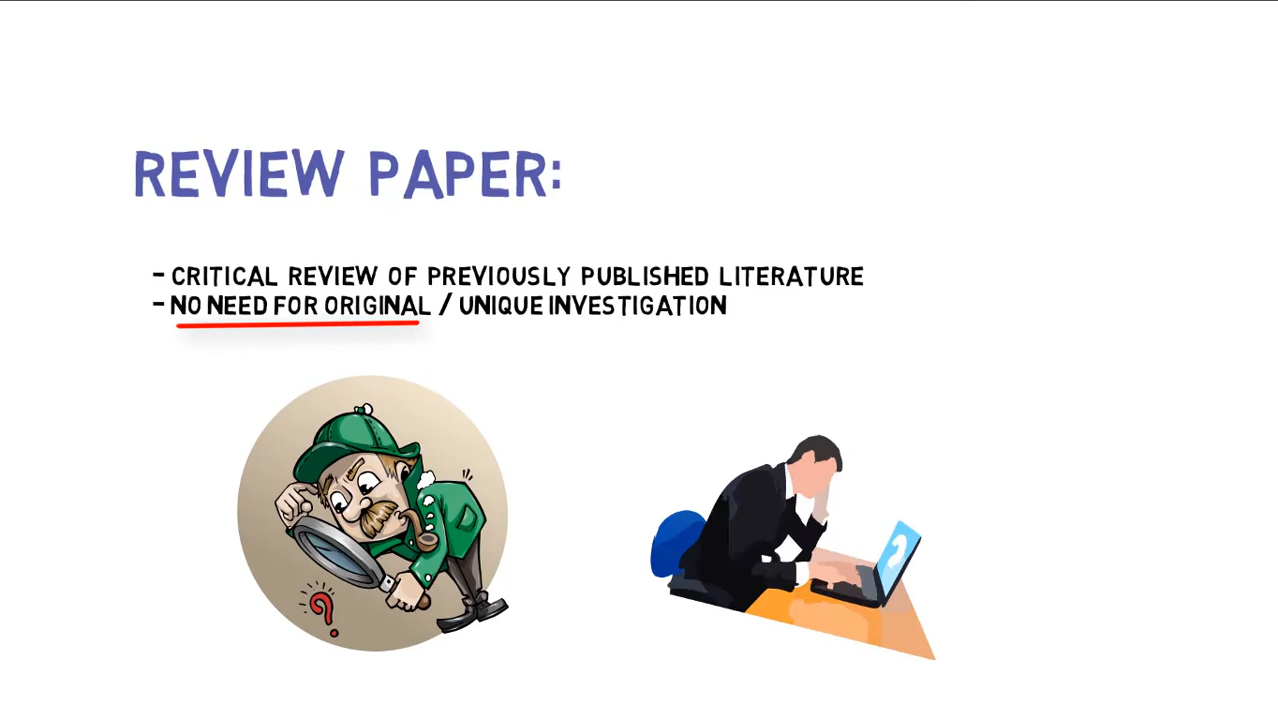 REVIEW PAPER:
- CRITICAL REVIEW OF PREVIOUSLY PUBLISHED LITERATURE
- NO NEED FOR ORIGINAL / UNIQUE INVESTIGATION
?